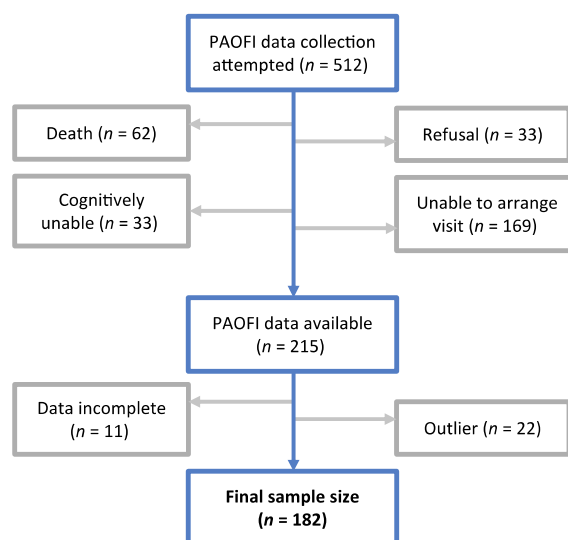 PAOFI data collection
attempted (n = 512)
Death (n = 62)
Refusal (n = 33)
Cognitively
unable (n = 33)
Unable to arrange
visit (n = 169)
PAOFI data available
(n = 215)
Data incomplete
(n = 11)
Outlier (n = 22)
Final sample size
(n = 182)